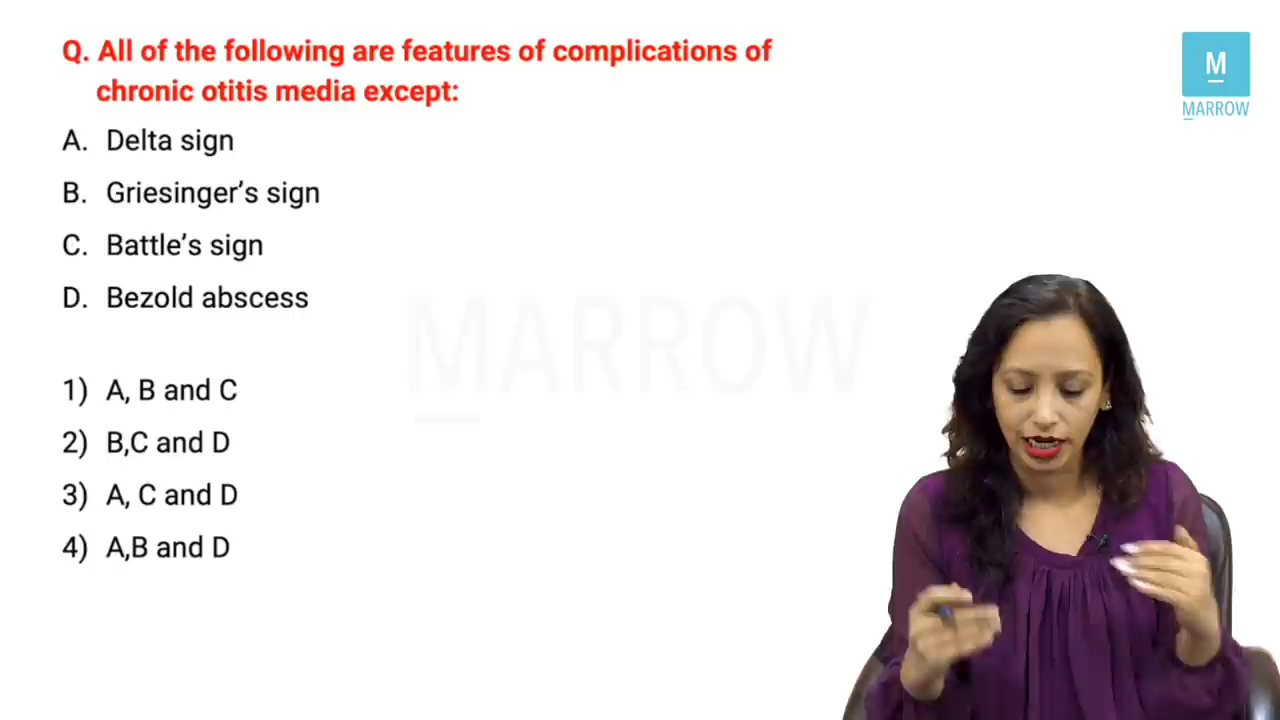 Q. All of the following are features of complications of
chronic otitis media except:
A. Delta sign
B. Griesinger’s sign
C. Battle’s sign
D. Bezold abscess
1) A, B and C
2) B,C and D
3) A, C and D
4) A,B and D
M
MARROW
MARROW